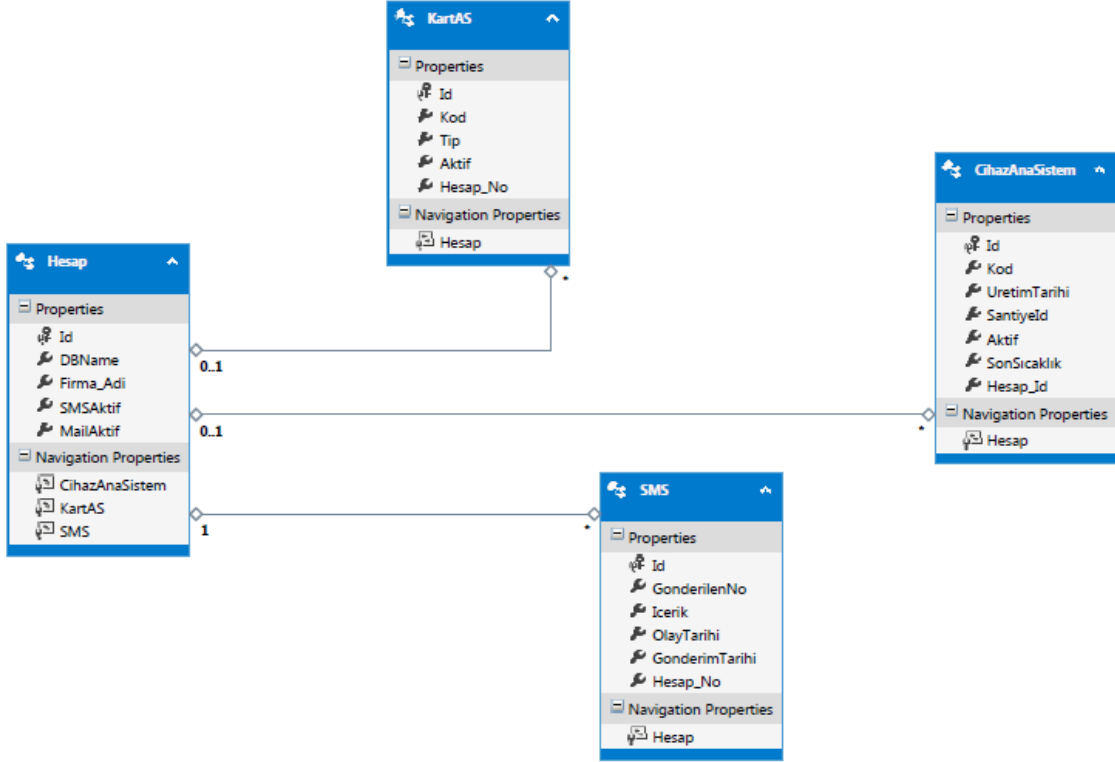 KartAS
Properties
Id
Kod
Tip
Aktif
Hesap_No
Navigation Properties
Hesap
*
CihazAnaSistem
Properties
Id
Kod
UretimTarihi
SantiyeId
Aktif
SonSıcaklık
Hesap_Id
Navigation Properties
Hesap
*
Hesap
Properties
Id
DBName
Firma_Adi
SMSAktif
MailAktif
Navigation Properties
CihazAnaSistem
KartAS
SMS
0..1
0..1
1
*
SMS
Properties
Id
GonderilenNo
Icerik
OlayTarihi
GonderimTarihi
Hesap_No
Navigation Properties
Hesap